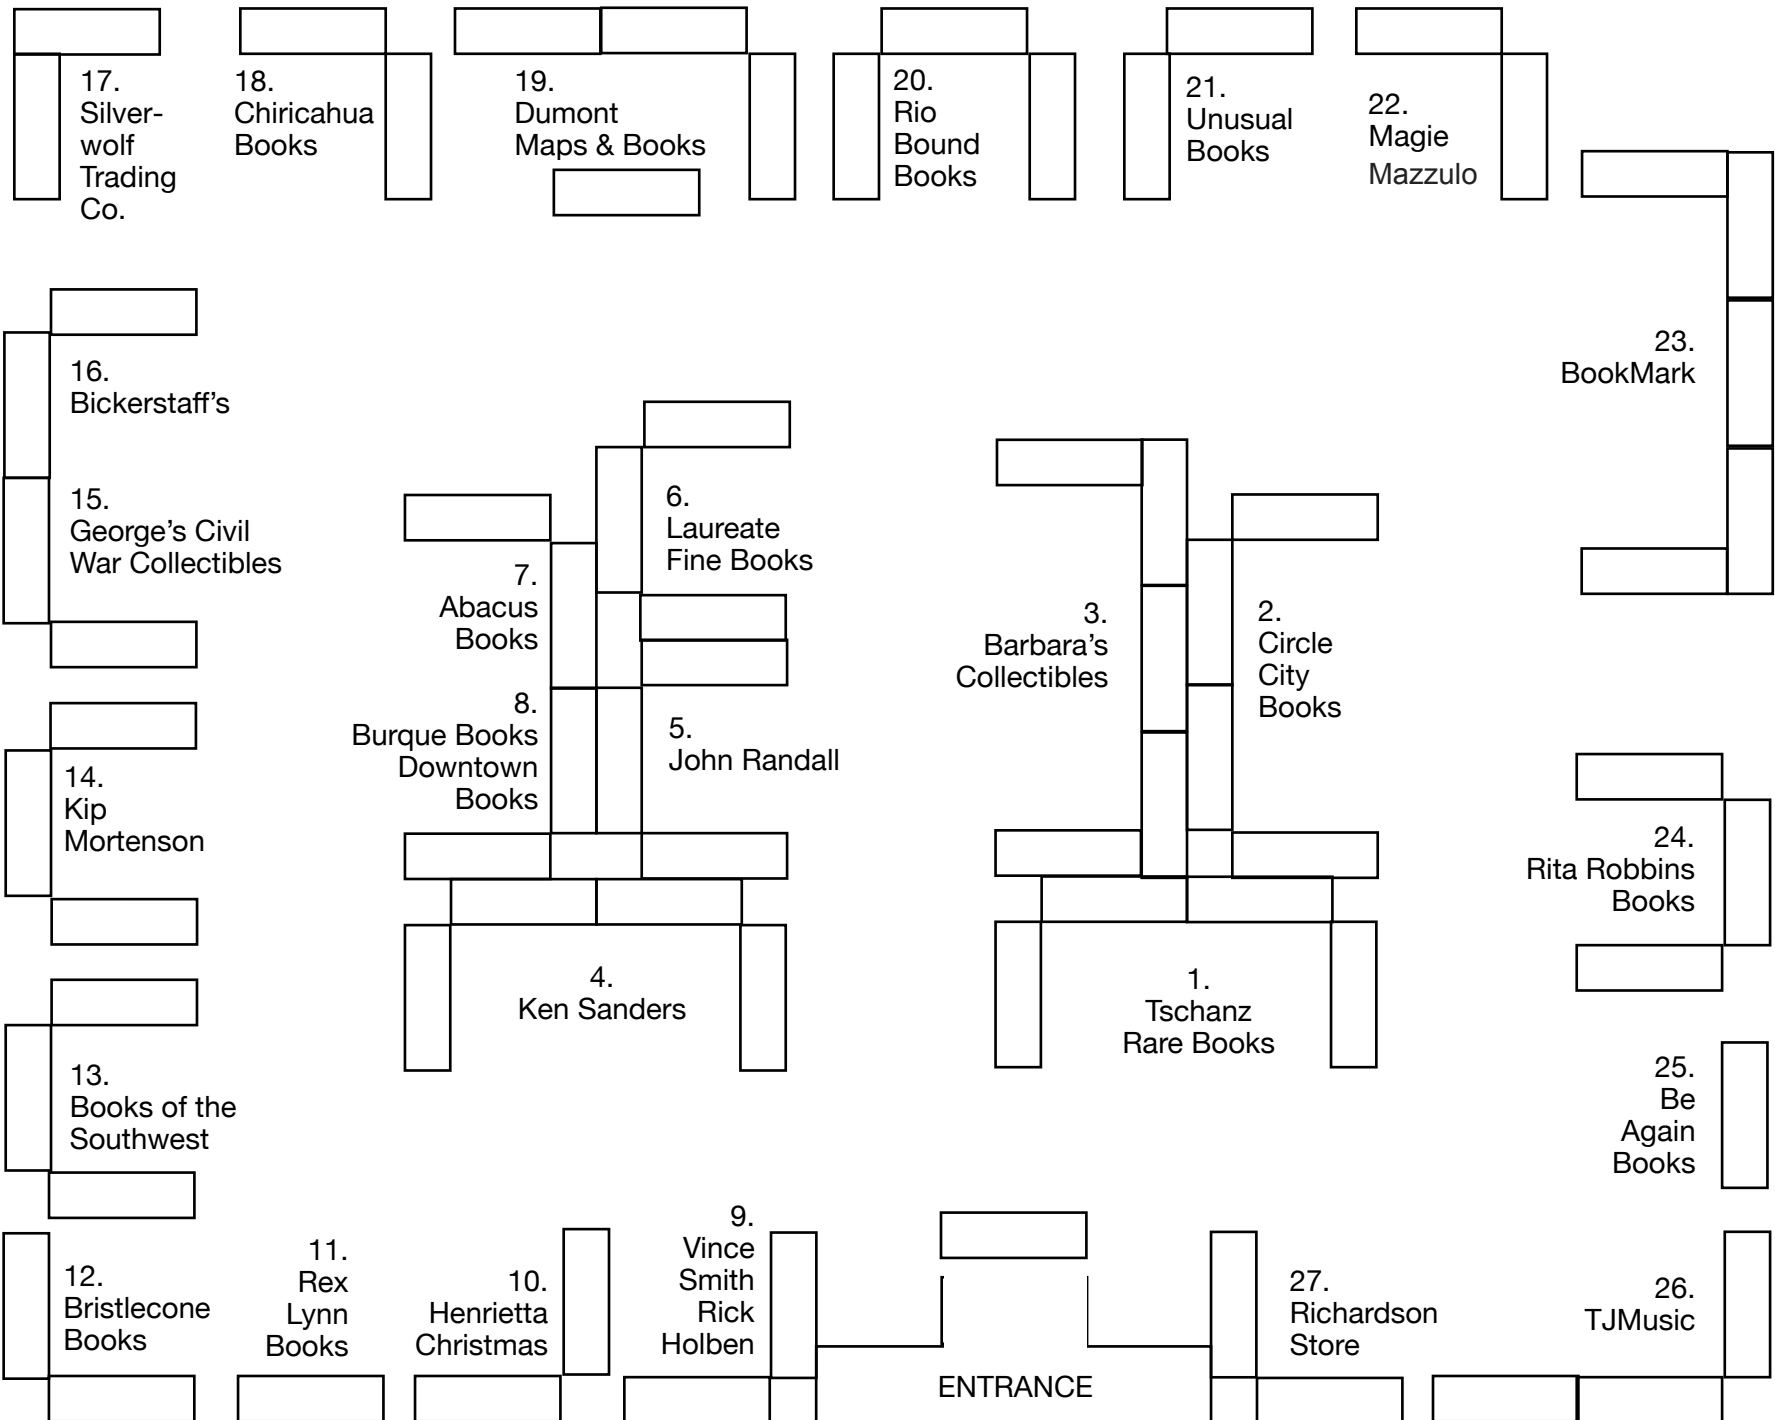 17.
Silver-
wolf
Trading
Co.
18.
Chiricahua
Books
19.
Dumont
Maps & Books
20.
Rio
Bound
Books
21.
Unusual
Books
22.
Magie
Mazzulo
23.
BookMark
16.
Bickerstaff’s
15.
George’s Civil
War Collectibles
6.
Laureate
Fine Books
7.
Abacus
Books
3.
Barbara’s
Collectibles
2.
Circle
City
Books
8.
Burque Books
Downtown
Books
5.
John Randall
14.
Kip
Mortenson
24.
Rita Robbins
Books
4.
Ken Sanders
1.
Tschanz
Rare Books
13.
Books of the
Southwest
25.
Be
Again
Books
12.
Bristlecone
Books
11.
Rex
Lynn
Books
10.
Henrietta
Christmas
9.
Vince
Smith
Rick
Holben
27.
Richardson
Store
26.
TJMusic
ENTRANCE